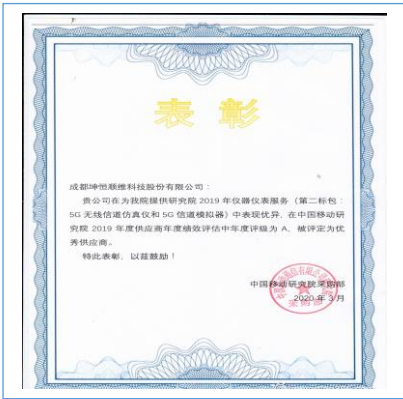 表彰
成都坤恒顺维科技股份有限公司：
贵公司在为我院提供研究院 2019 年仪器仪表服务（第二标包：
5G 无线信道仿真仪和 5G 信道模拟器）中表现优异，在中国移动研
究院 2019 年度供应商年度绩效评估中年度评级为 A，被评定为优
秀供应商。
特此表彰，以兹鼓励！
中国移动研究院采购部
2020 年 3 月